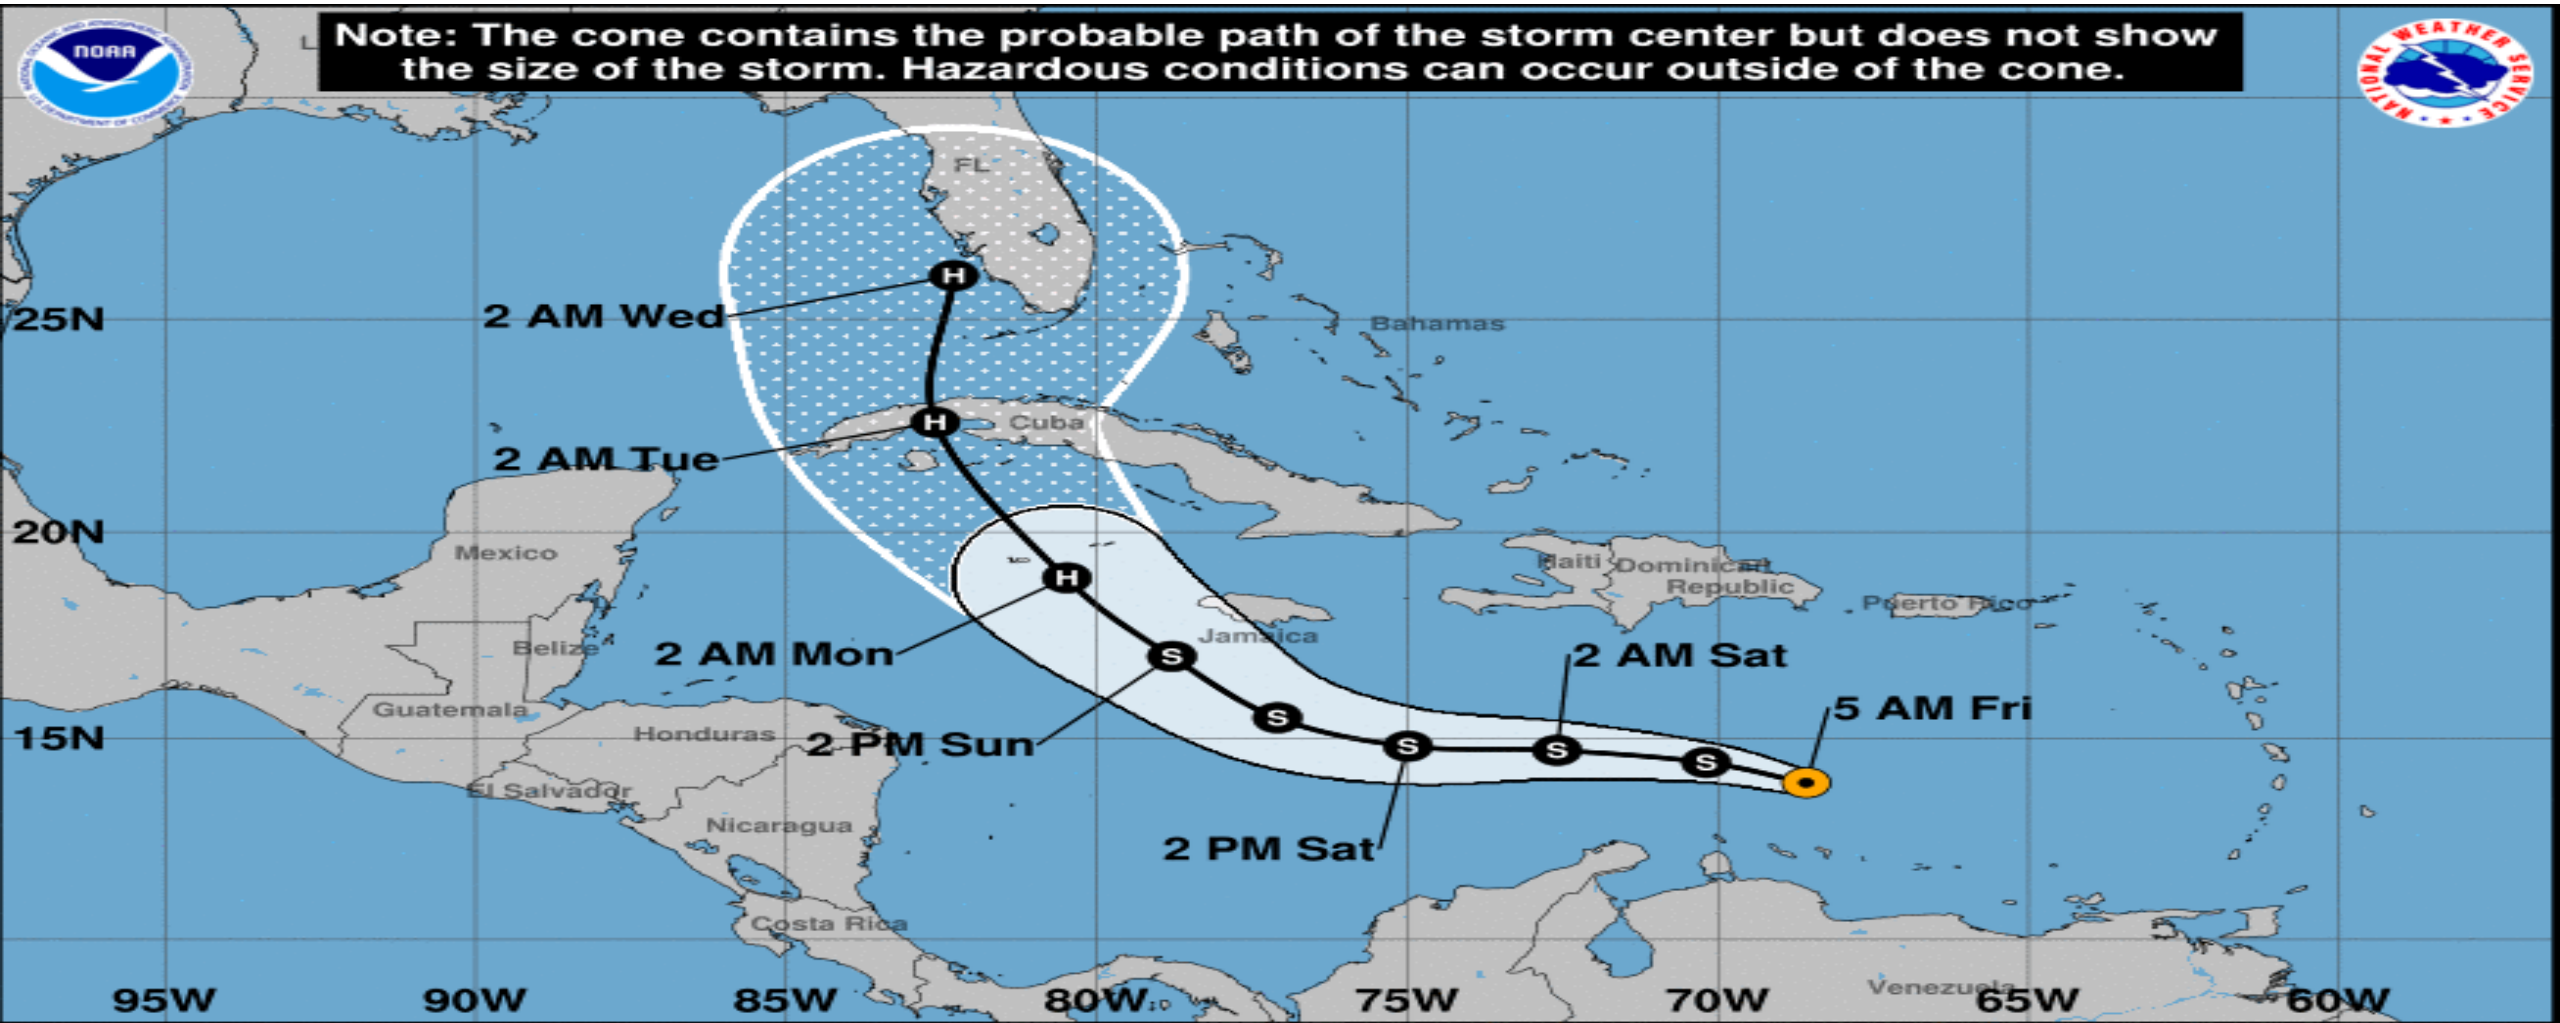 Note: The cone contains the probable path of the storm center but does not show
the size of the storm. Hazardous conditions can occur outside of the cone.
NOAA
NATIONAL WEATHER SERVICE
L
FL
H
2 AM Wed
25N
Bahamas
H
Cuba
2 AM Tue
20N
Mexico
Haiti
Dominican
Republic
H
Puerto Rico
Jamaica
Belize
2 AM Mon
S
2 AM Sat
Guatemala
5 AM Fri
S
Honduras
2 PM Sun
15N
S
S
S
El Salvador
Nicaragua
2 PM Sat
Costa Rica
Venezuela
95W
90W
85W
80W
75W
70W
65W
60W